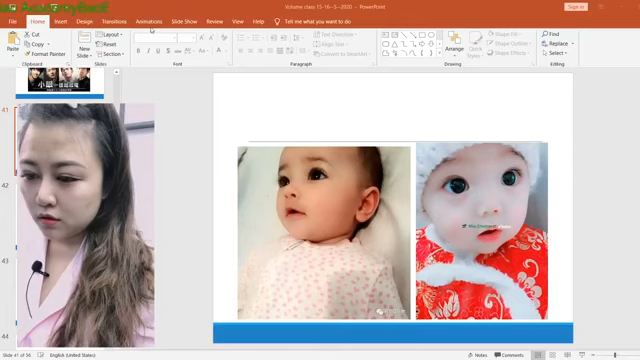 AcademyBacE
Volume class 15-16--5--2020 - PowerPoint
Sign in
File
Home
Insert
Design
Transitions
Animations
Slide Show
Review
View
Help
Tell me what you want to do
Paste
Cut
Copy
Format Painter
Clipboard
New
Slide
Layout
Reset
Section
Slides
Font
Text Direction
Align Text
Convert to SmartArt
Paragraph
Arrange
Quick
Styles
Shape Fill
Shape Outline
Shape Effects
Drawing
Find
Replace
Select
Editing
41
42
43
44
Slide 41 of 56
English (United States)
Notes
Comments